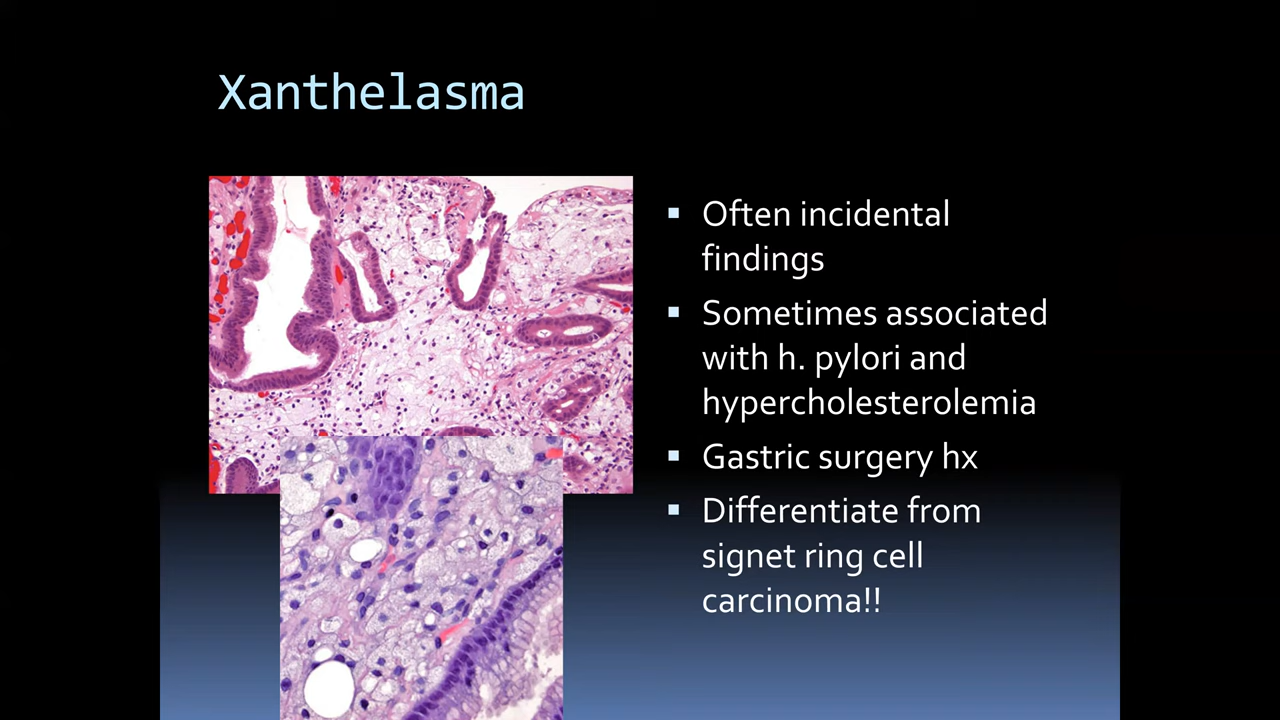 Xanthelasma
▪ Often incidental
findings
▪ Sometimes associated
with h. pylori and
hypercholesterolemia
▪ Gastric surgery hx
▪ Differentiate from
signet ring cell
carcinoma!!